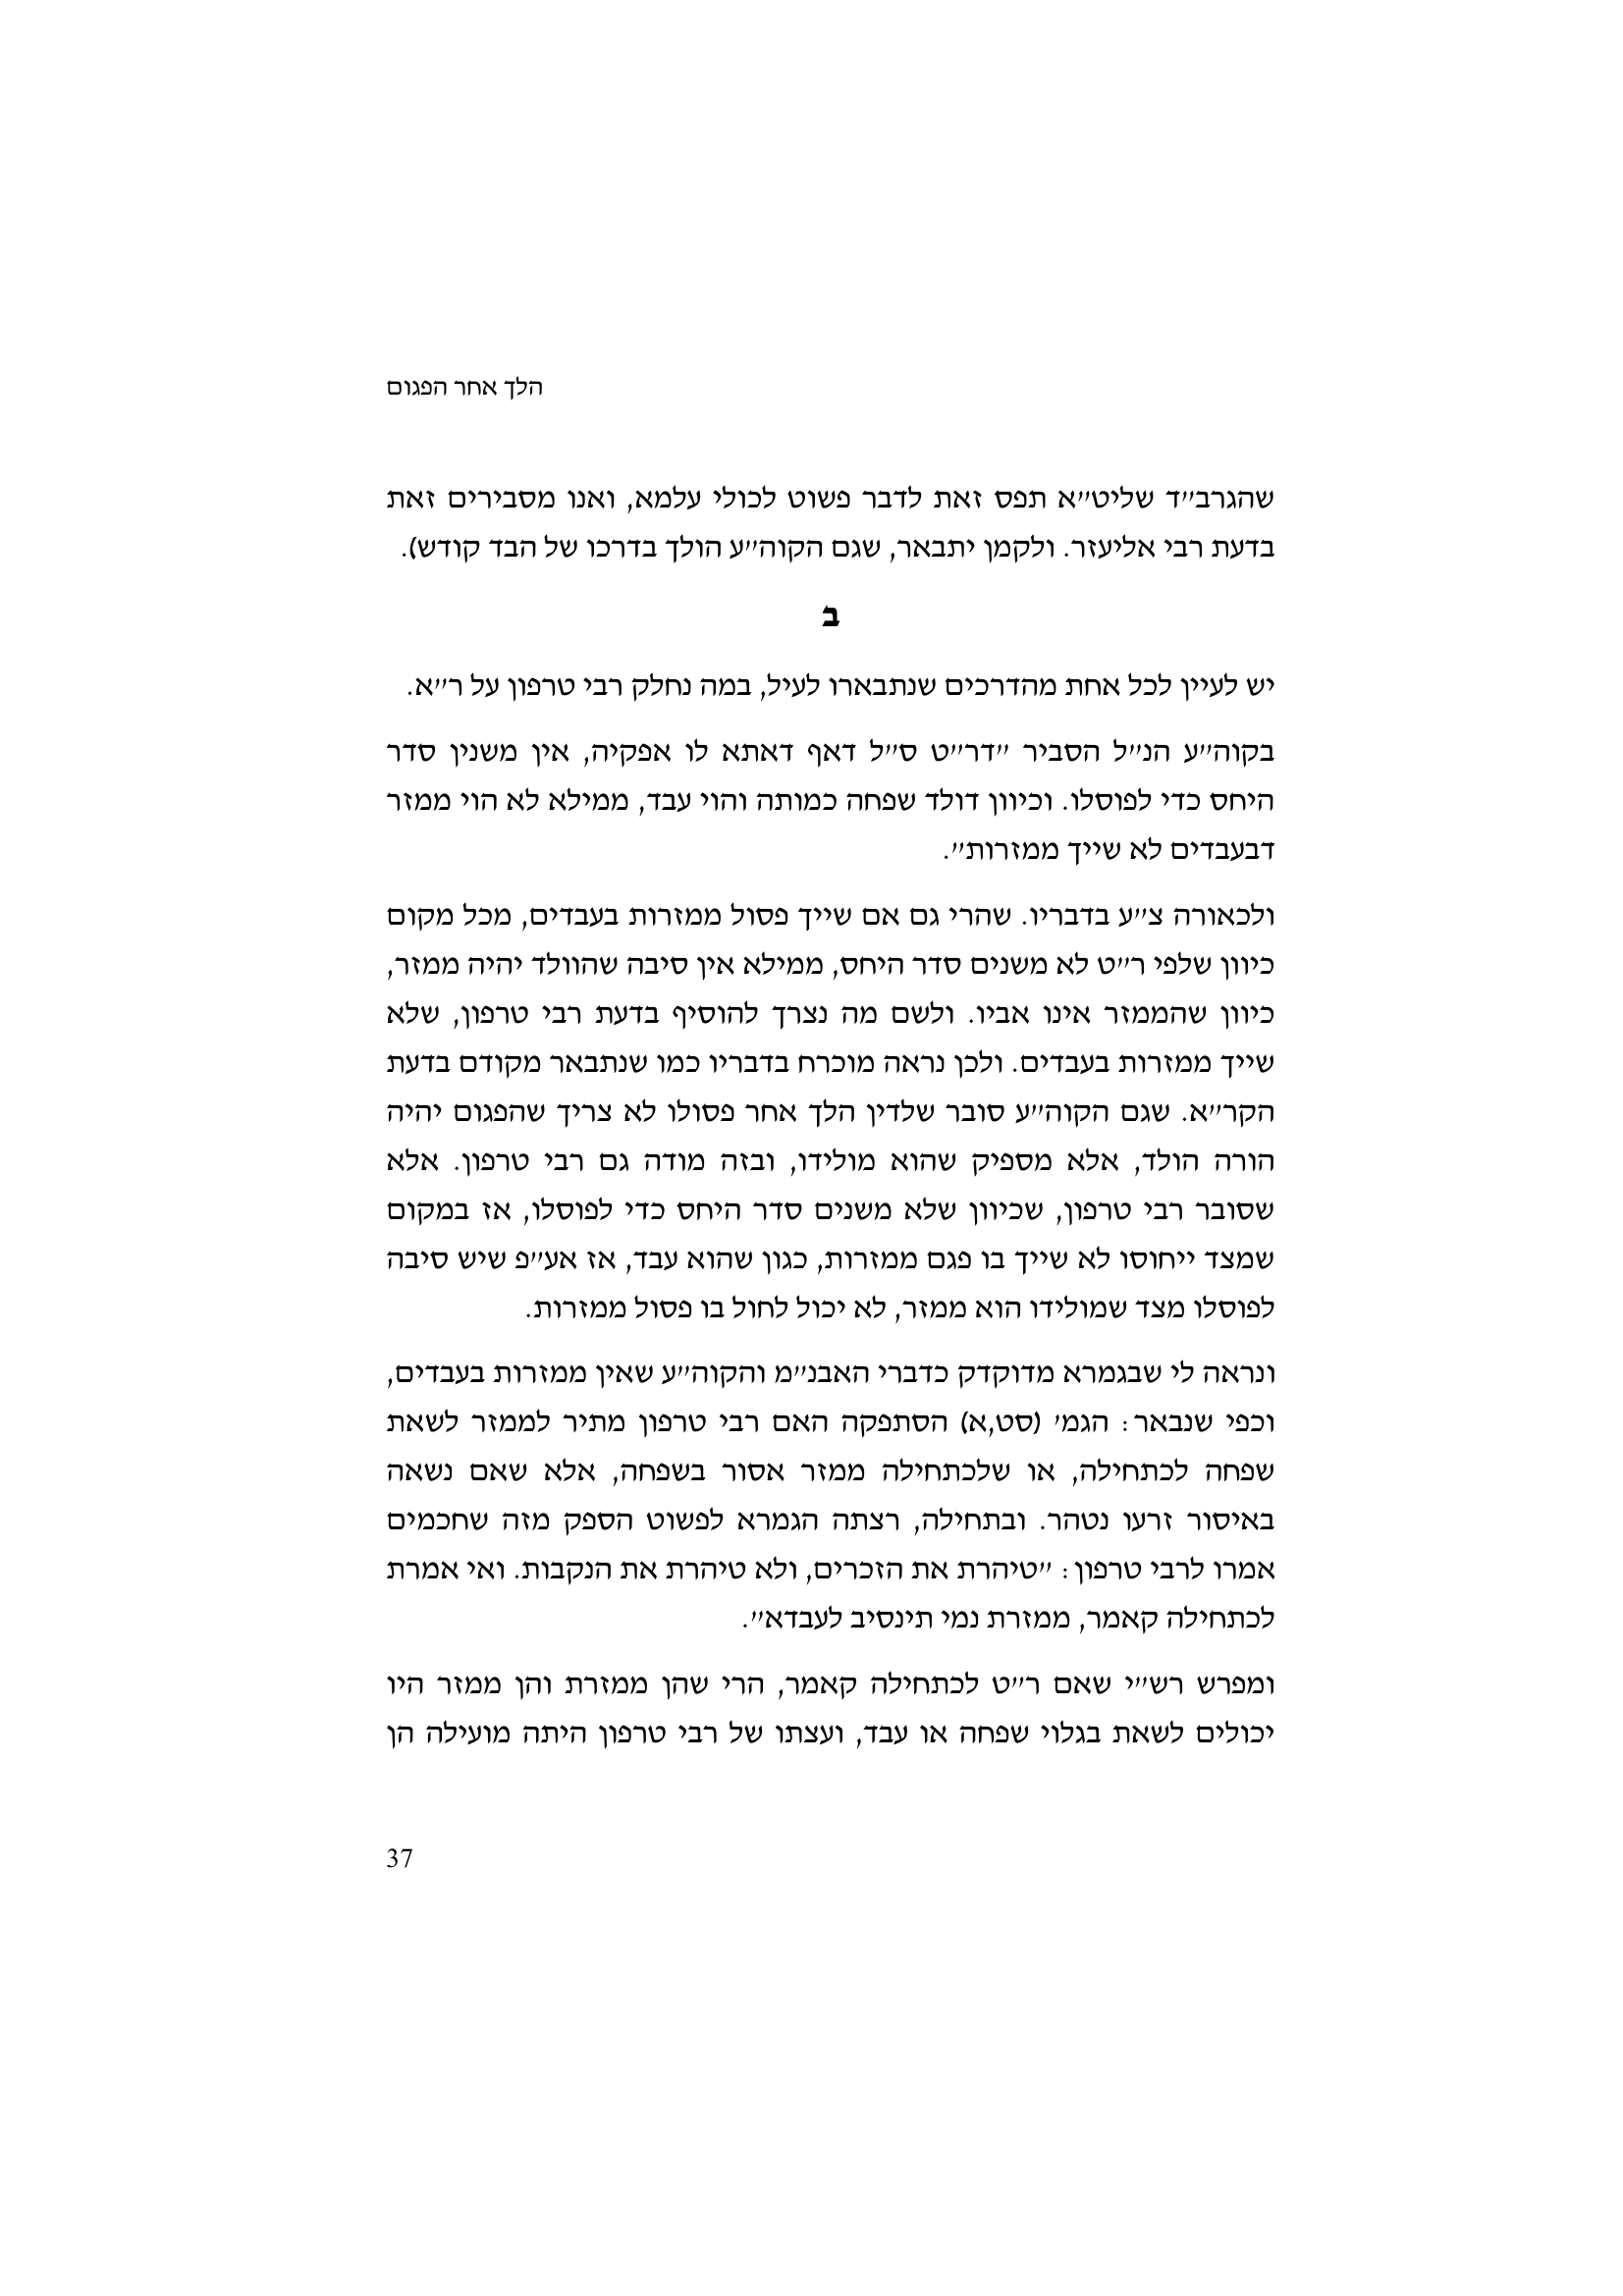 הלך אחר הפגום
שהגרב״ד שליט״א תפס זאת לדבר פשוט לכולי עלמא, ואנו מסבירים זאת
בדעת רבי אליעזר. ולקמן יתבאר, שגם הקוה״ע הולך בדרכו של הבד קודש).
ב
יש לעיין לכל אחת מהדרכים שנתבארו לעיל, במה נחלק רבי טרפון על ר״א.
בקוה״ע הנ״ל הסביר ״דר״ט ס״ל דאף דאתא לו אפקיה, אין משנין סדר
היחס כדי לפוסלו. וכיוון דולד שפחה כמותה והוי עבד, ממילא לא הוי ממזר
דבעבדים לא שייך ממזרות״.
ולכאורה צ״ע בדבריו. שהרי גם אם שייך פסול ממזרות בעבדים, מכל מקום
כיוון שלפי ר״ט לא משנים סדר היחס, ממילא אין סיבה שהוולד יהיה ממזר,
כיוון שהממזר אינו אביו. ולשם מה נצרך להוסיף בדעת רבי טרפון, שלא
שייך ממזרות בעבדים. ולכן נראה מוכרח בדבריו כמו שנתבאר מקודם בדעת
הקר״א. שגם הקוה״ע סובר שלדין הלך אחר פסולו לא צריך שהפגום יהיה
הורה הולד, אלא מספיק שהוא מולידו, ובזה מודה גם רבי טרפון. אלא
שסובר רבי טרפון, שכיוון שלא משנים סדר היחס כדי לפוסלו, אז במקום
שמצד ייחוסו לא שייך בו פגם ממזרות, כגון שהוא עבד, אז אע״פ שיש סיבה
לפוסלו מצד שמולידו הוא ממזר, לא יכול לחול בו פסול ממזרות.
ונראה לי שבגמרא מדוקדק כדברי האבנ״מ והקוה״ע שאין ממזרות בעבדים,
וכפי שנבאר: הגמ׳ (סט,א) הסתפקה האם רבי טרפון מתיר לממזר לשאת
שפחה לכתחילה, או שלכתחילה ממזר אסור בשפחה, אלא שאם נשאה
באיסור זרעו נטהר. ובתחילה, רצתה הגמרא לפשוט הספק מזה שחכמים
אמרו לרבי טרפון: ״טיהרת את הזכרים, ולא טיהרת את הנקבות. ואי אמרת
לכתחילה קאמר, ממזרת נמי תינסיב לעבדא״.
ומפרש רש״י שאם ר״ט לכתחילה קאמר, הרי שהן ממזרת והן ממזר היו
יכולים לשאת בגלוי שפחה או עבד, ועצתו של רבי טרפון היתה מועילה הן
37